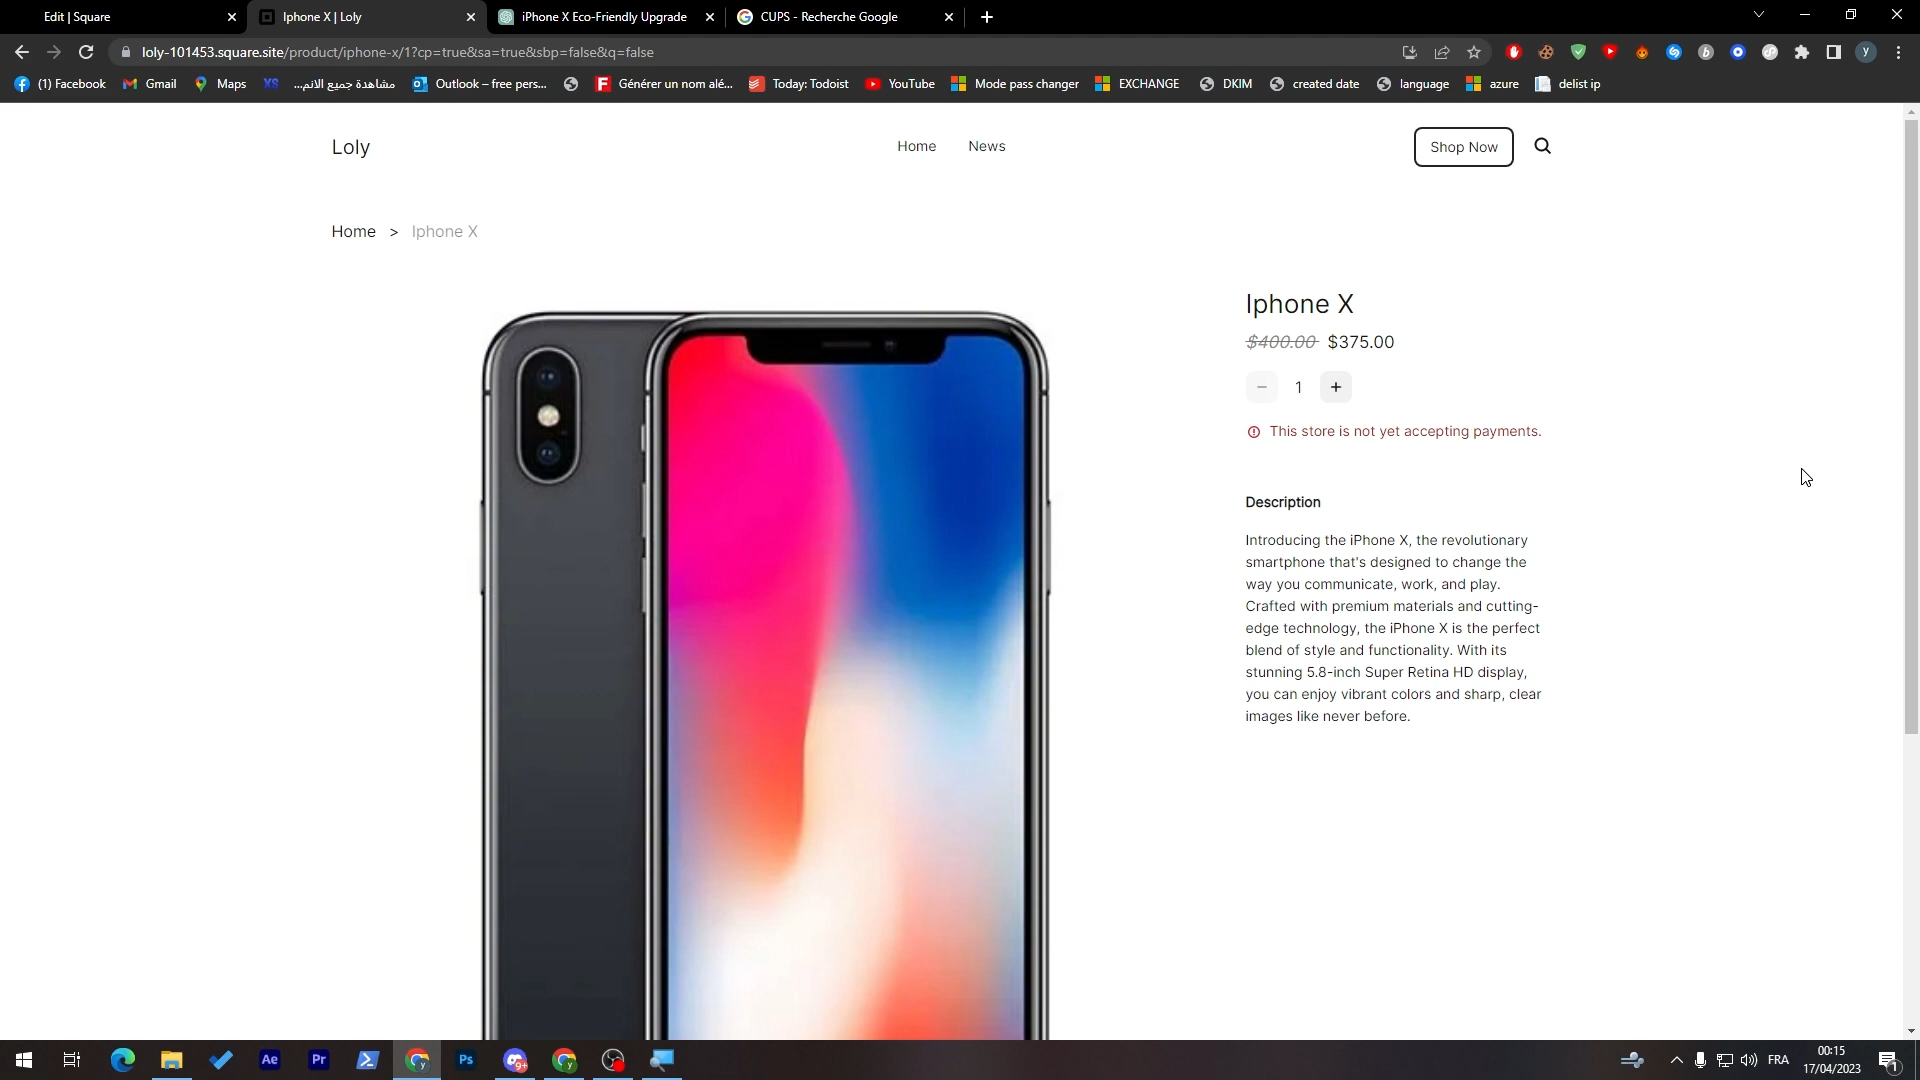 Edit | Square
Iphone X | Loly
iPhone X Eco-Friendly Upgrade
CUPS - Recherche Google
loly-101453.square.site/product/iphone-x/1?cp=true&sa=true&sbp=false&q=false
y
(1) Facebook
Gmail
Maps
XS
مشاهدة جميع الانم...
Outlook – free pers...
F
Générer un nom alé...
Today: Todoist
YouTube
Mode pass changer
EXCHANGE
DKIM
created date
language
azure
delist ip
Loly
Home
News
Shop Now
Home > Iphone X
Iphone X
$400.00 $375.00
− 1 +
This store is not yet accepting payments.
Description
Introducing the iPhone X, the revolutionary
smartphone that's designed to change the
way you communicate, work, and play.
Crafted with premium materials and cutting-
edge technology, the iPhone X is the perfect
blend of style and functionality. With its
stunning 5.8-inch Super Retina HD display,
you can enjoy vibrant colors and sharp, clear
images like never before.
Ae
Pr
Ps
9+
FRA
00:15
17/04/2023
1